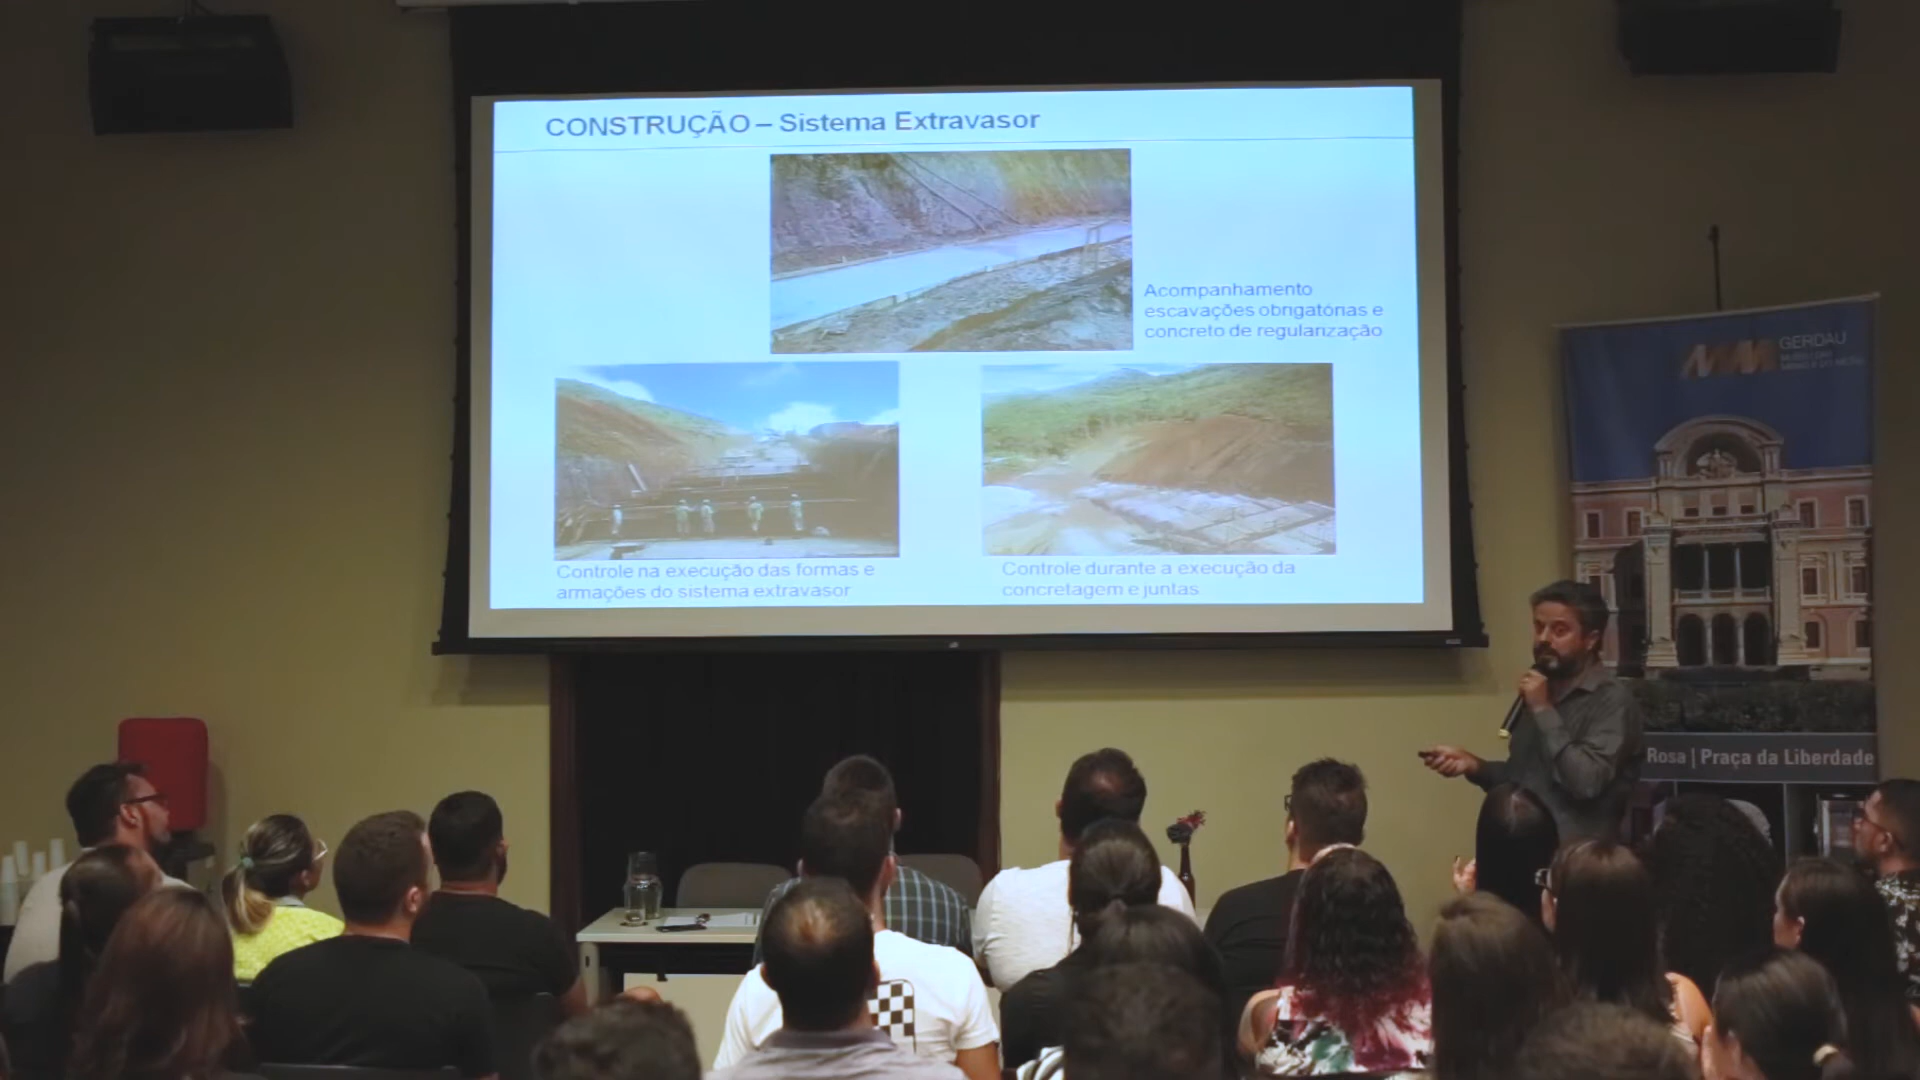 CONSTRUÇÃO – Sistema Extravasor
Acompanhamento
escavações obrigatórias e
concreto de regularização
Controle na execução das formas e
armações do sistema extravasor
Controle durante a execução da
concretagem e juntas
MM GERDAU
Rosa | Praça da Liberdade